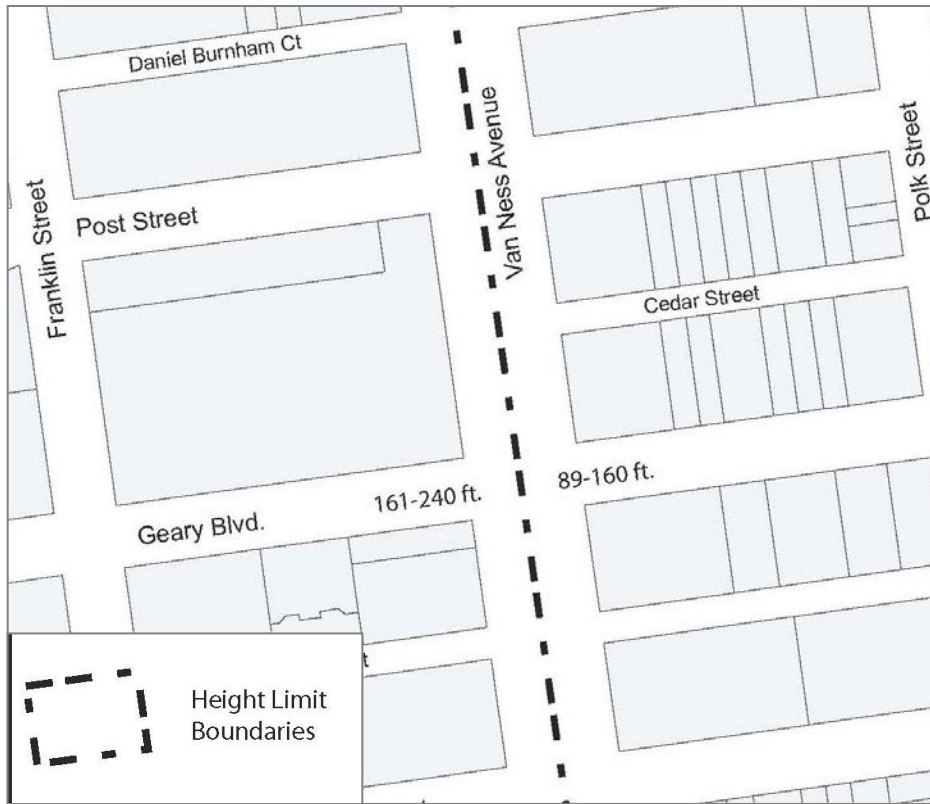 Daniel Burnham Ct
Van Ness Avenue
Polk Street
Franklin Street
Post Street
Cedar Street
89-160 ft.
161-240 ft.
Geary Blvd.
Height Limit
Boundaries